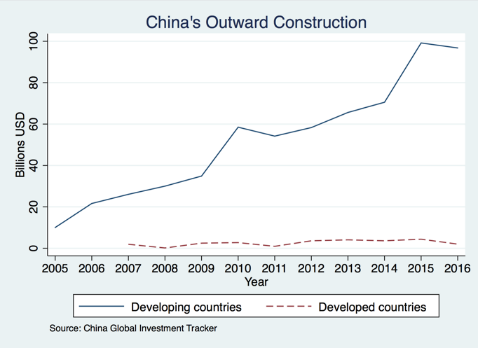 China's Outward Construction
Billions USD
100
80
60
40
20
0
2005 2006 2007 2008 2009 2010 2011 2012 2013 2014 2015 2016
Year
Developing countries Developed countries
Source: China Global Investment Tracker